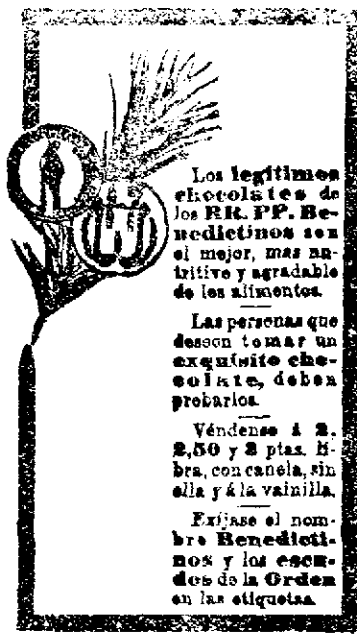 Los legítimos
chocolates de
los RR. PP. Be-
nedictinos son
el mejor, mas nu-
tritivo y agradable
de los alimentos.
Las personas que
deseen tomar un
exquisito cho-
colate, deben
probarlos.
Véndense á 2,
2,50 y 3 ptas. li-
bra, con canela, sin
ella y á la vainilla.
Exíjase el nom-
bre Benedicti-
nos y los escu-
dos de la Orden
en las etiquetas.